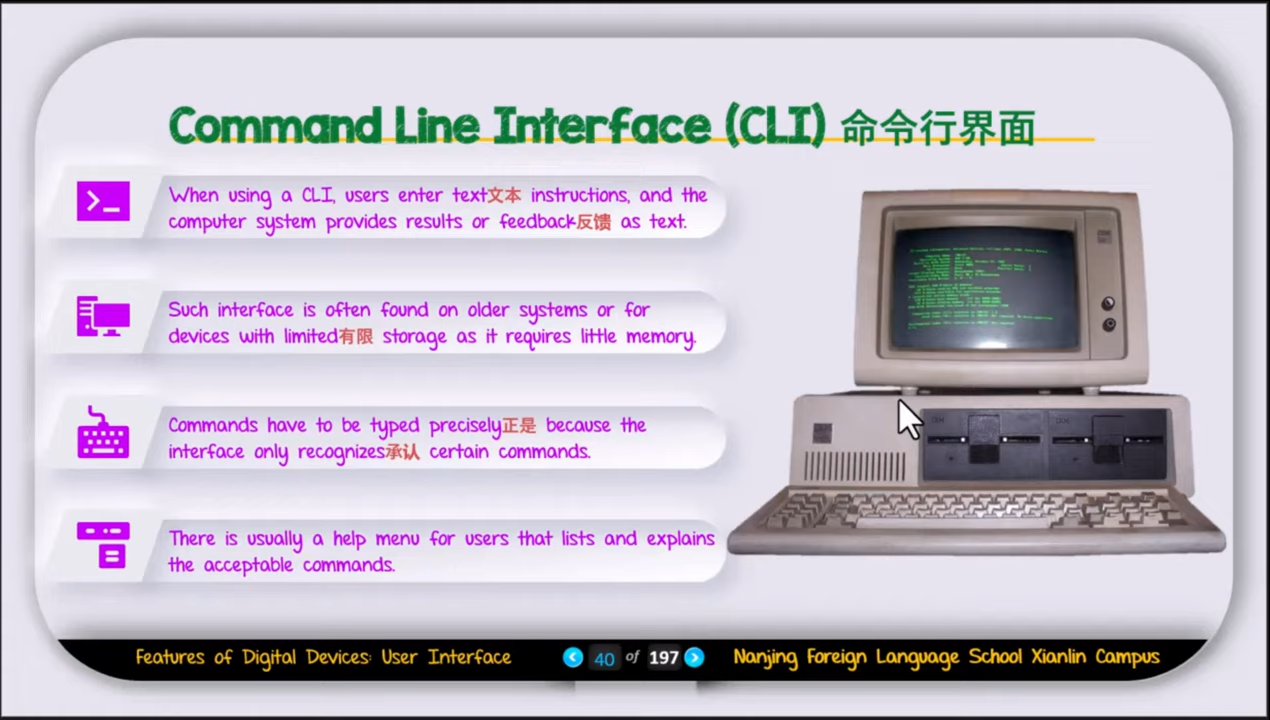 Command Line Interface (CLI) 命令行界面
When using a CLI, users enter text文本 instructions, and the
computer system provides results or feedback反馈 as text.
Such interface is often found on older systems or for
devices with limited有限 storage as it requires little memory.
Commands have to be typed precisely正是 because the
interface only recognizes承认 certain commands.
There is usually a help menu for users that lists and explains
the acceptable commands.
Features of Digital Devices: User Interface
40 of 197
Nanjing Foreign Language School Xianlin Campus